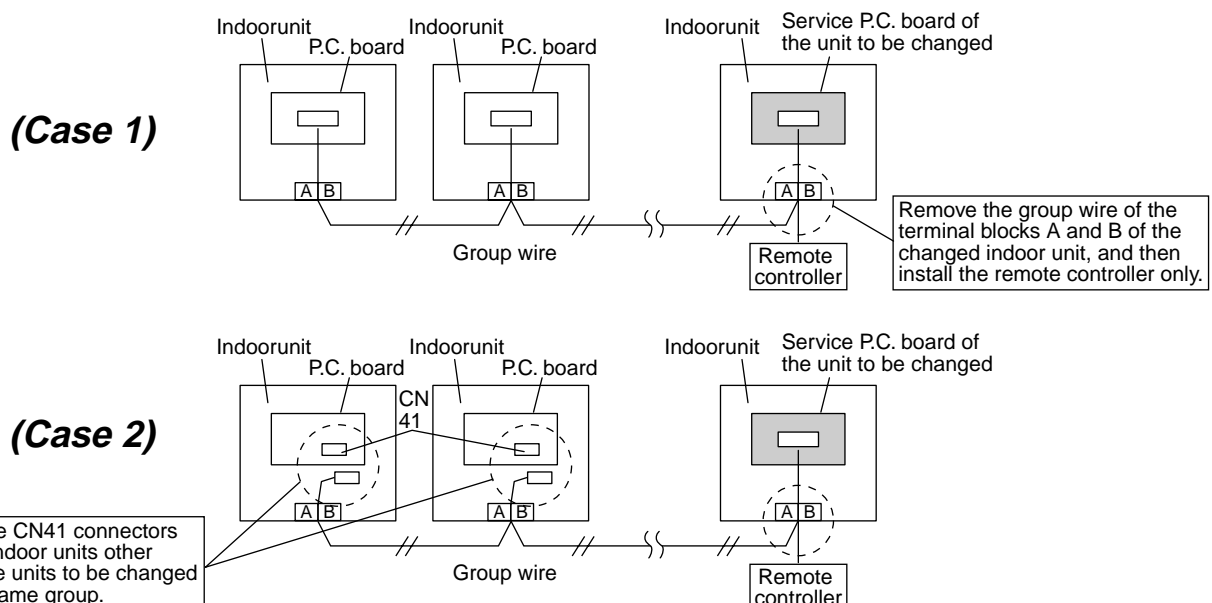 Indoorunit
P.C. board
Indoorunit
P.C. board
Indoorunit
Service P.C. board of
the unit to be changed
(Case 1)
A B
A B
A B
Group wire
Remote
controller
Remove the group wire of the
terminal blocks A and B of the
changed indoor unit, and then
install the remote controller only.
Indoorunit
P.C. board
Indoorunit
P.C. board
Indoorunit
Service P.C. board of
the unit to be changed
CN
41
(Case 2)
A B
A B
A B
CN41 connectors
indoor units other
units to be changed
group.
Group wire
Remote
controller